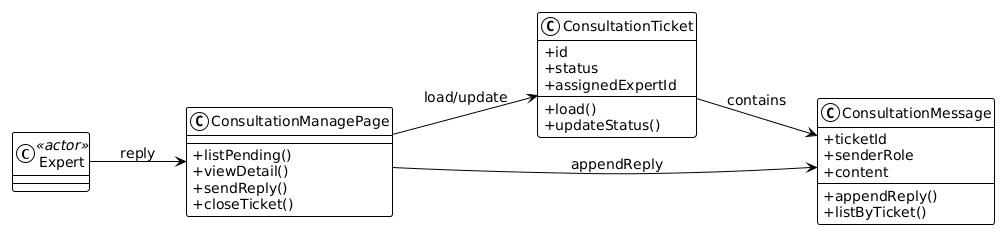 C «actor»
Expert
reply
C ConsultationManagePage
+listPending()
+viewDetail()
+sendReply()
+closeTicket()
load/update
appendReply
C ConsultationTicket
+id
+status
+assignedExpertId
+load()
+updateStatus()
contains
C ConsultationMessage
+ticketId
+senderRole
+content
+appendReply()
+listByTicket()